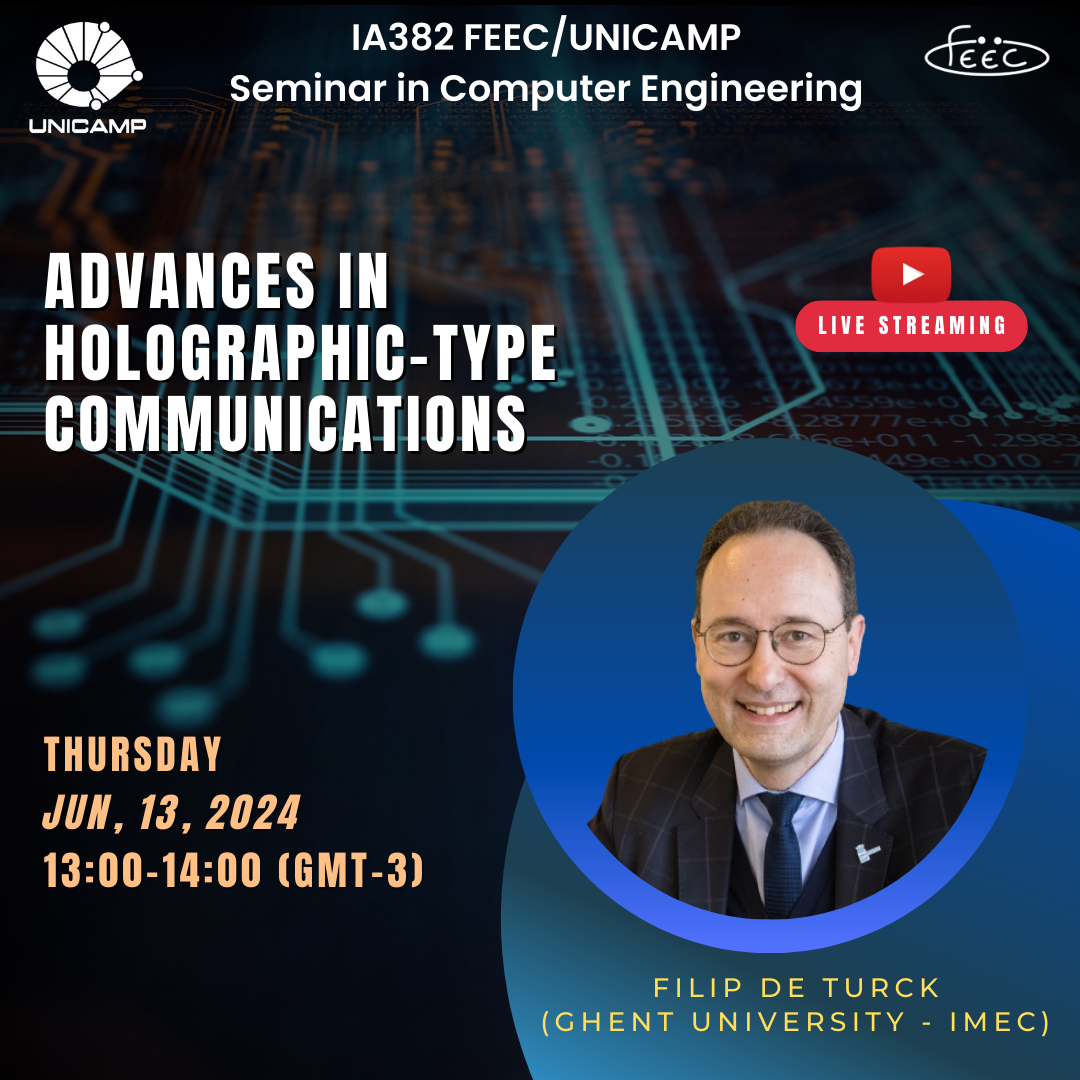 IA382 FEEC/UNICAMP
Seminar in Computer Engineering
UNICAMP
FEEC
ADVANCES IN
HOLOGRAPHIC-TYPE
COMMUNICATIONS
LIVE STREAMING
THURSDAY
JUN, 13, 2024
13:00-14:00 (GMT-3)
FILIP DE TURCK
(GHENT UNIVERSITY - IMEC)